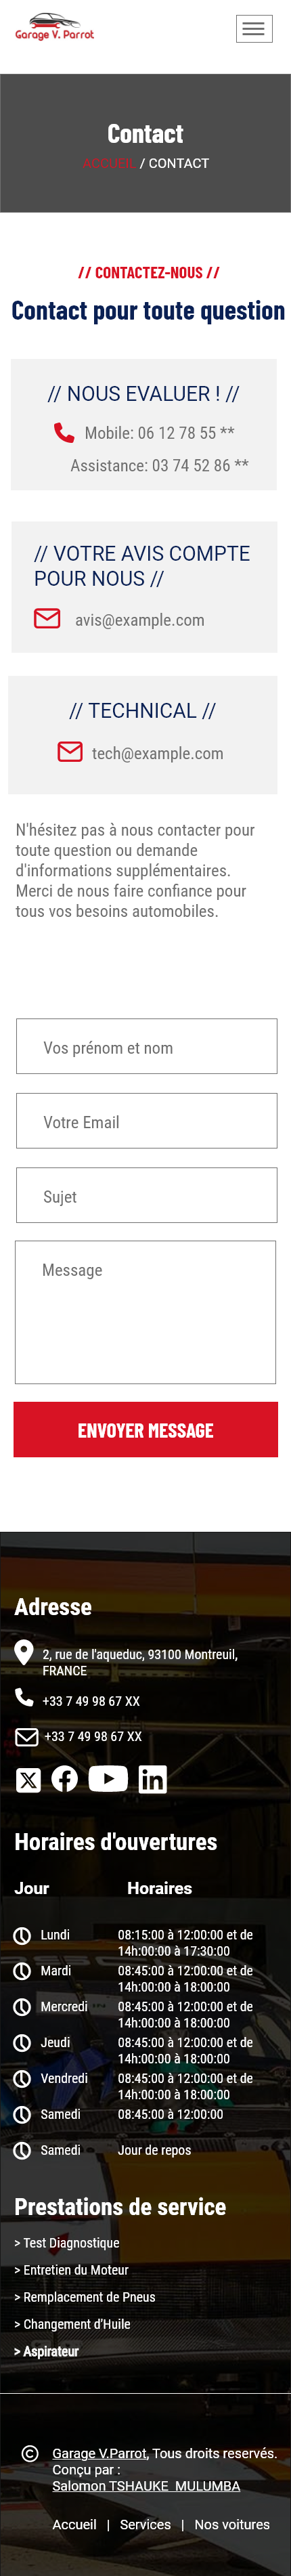 Garage V. Parrot
Contact
ACCUEIL / CONTACT
// CONTACTEZ-NOUS //
Contact pour toute question
// NOUS EVALUER ! //
Mobile: 06 12 78 55 **
Assistance: 03 74 52 86 **
// VOTRE AVIS COMPTE
POUR NOUS //
avis@example.com
// TECHNICAL //
tech@example.com
N'hésitez pas à nous contacter pour
toute question ou demande
d'informations supplémentaires.
Merci de nous faire confiance pour
tous vos besoins automobiles.
Vos prénom et nom
Votre Email
Sujet
Message
ENVOYER MESSAGE
Adresse
2, rue de l'aqueduc, 93100 Montreuil,
FRANCE
+33 7 49 98 67 XX
+33 7 49 98 67 XX
Horaires d'ouvertures
Jour Horaires
Lundi 08:15:00 à 12:00:00 et de
14h:00:00 à 17:30:00
Mardi 08:45:00 à 12:00:00 et de
14h:00:00 à 18:00:00
Mercredi 08:45:00 à 12:00:00 et de
14h:00:00 à 18:00:00
Jeudi 08:45:00 à 12:00:00 et de
14h:00:00 à 18:00:00
Vendredi 08:45:00 à 12:00:00 et de
14h:00:00 à 18:00:00
Samedi 08:45:00 à 12:00:00
Samedi Jour de repos
Prestations de service
> Test Diagnostique
> Entretien du Moteur
> Remplacement de Pneus
> Changement d'Huile
> Aspirateur
© Garage V.Parrot, Tous droits reservés.
Conçu par :
Salomon TSHAUKE MULUMBA
Accueil | Services | Nos voitures